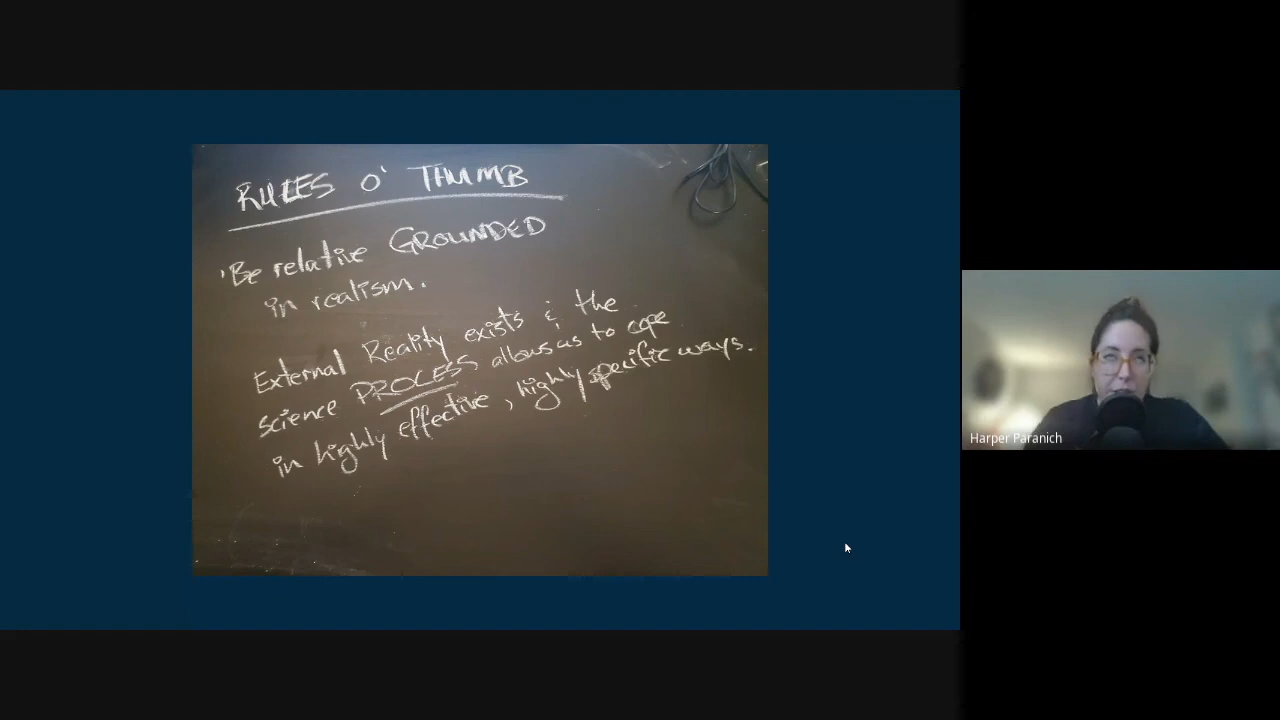 RULES O' THUMB
'Be relative GROUNDED
in realism.
External Reality exists & the
science PROCESS allows us to cope
in highly effective, highly specific ways.
Harper Paranich